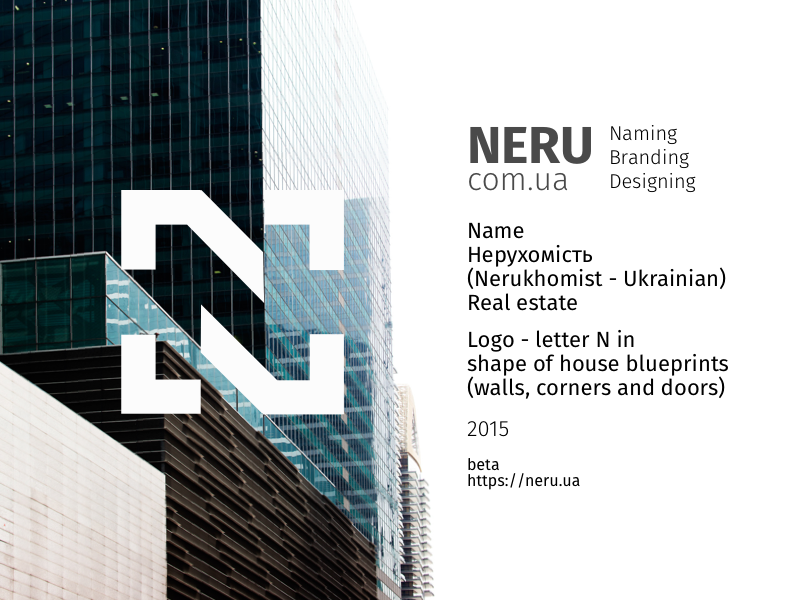 NERU
com.ua
Naming
Branding
Designing
Name
Нерухомість
(Nerukhomist - Ukrainian)
Real estate
Logo - letter N in
shape of house blueprints
(walls, corners and doors)
2015
beta
https://neru.ua